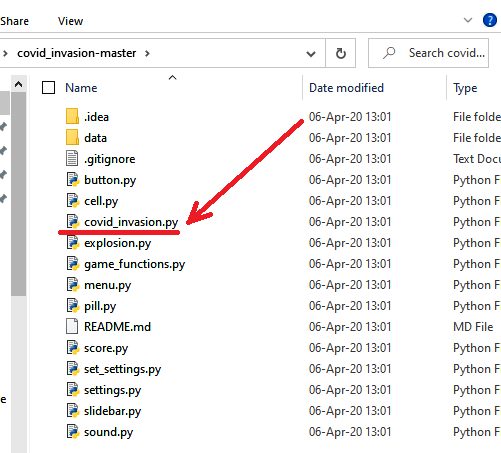 Share View
covid_invasion-master
Search covid...
Name Date modified Type
.idea 06-Apr-20 13:01 File folde
data 06-Apr-20 13:01 File folde
.gitignore 06-Apr-20 13:01 Text Docu
button.py 06-Apr-20 13:01 Python F
cell.py 06-Apr-20 13:01 Python F
covid_invasion.py 06-Apr-20 13:01 Python F
explosion.py 06-Apr-20 13:01 Python F
game_functions.py 06-Apr-20 13:01 Python F
menu.py 06-Apr-20 13:01 Python F
pill.py 06-Apr-20 13:01 Python F
README.md 06-Apr-20 13:01 MD File
score.py 06-Apr-20 13:01 Python F
set_settings.py 06-Apr-20 13:01 Python F
settings.py 06-Apr-20 13:01 Python F
e
slidebar.py 06-Apr-20 13:01 Python F
sound.py 06-Apr-20 13:01 Python F